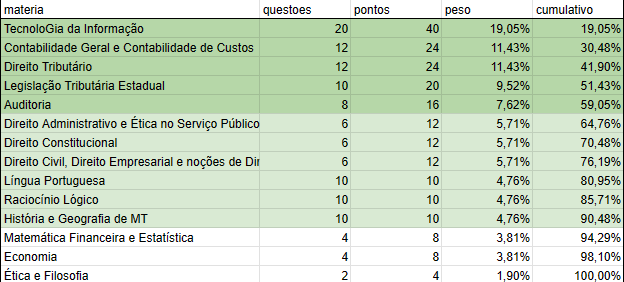 materia questoes pontos peso cumulativo
TecnoloGia da Informação 20 40 19,05% 19,05%
Contabilidade Geral e Contabilidade de Custos 12 24 11,43% 30,48%
Direito Tributário 12 24 11,43% 41,90%
Legislação Tributária Estadual 10 20 9,52% 51,43%
Auditoria 8 16 7,62% 59,05%
Direito Administrativo e Ética no Serviço Público 6 12 5,71% 64,76%
Direito Constitucional 6 12 5,71% 70,48%
Direito Civil, Direito Empresarial e noções de Dir 6 12 5,71% 76,19%
Língua Portuguesa 10 10 4,76% 80,95%
Raciocínio Lógico 10 10 4,76% 85,71%
História e Geografia de MT 10 10 4,76% 90,48%
Matemática Financeira e Estatística 4 8 3,81% 94,29%
Economia 4 8 3,81% 98,10%
Ética e Filosofia 2 4 1,90% 100,00%